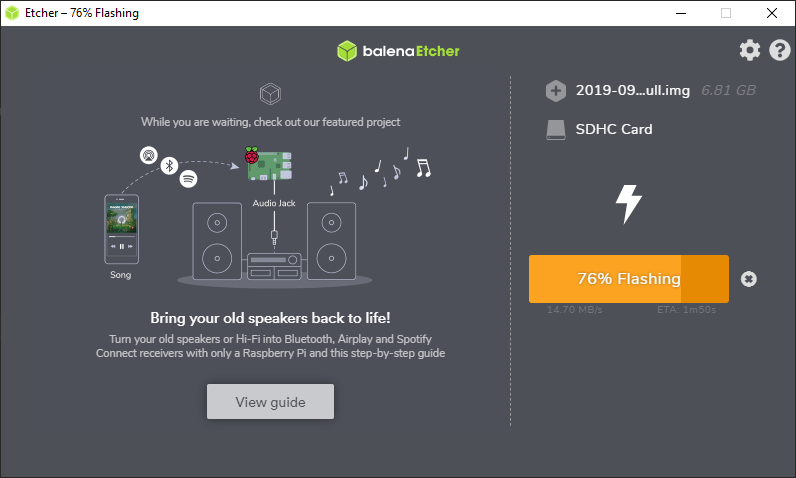 Etcher – 76% Flashing
balenaEtcher
While you are waiting, check out our featured project
Audio Jack
Song
Bring your old speakers back to life!
Turn your old speakers or Hi-Fi into Bluetooth, Airplay and Spotify
Connect receivers with only a Raspberry Pi and this step-by-step guide
View guide
2019-09...ull.img 6.81 GB
SDHC Card
76% Flashing
14.70 MB/s ETA: 1m50s